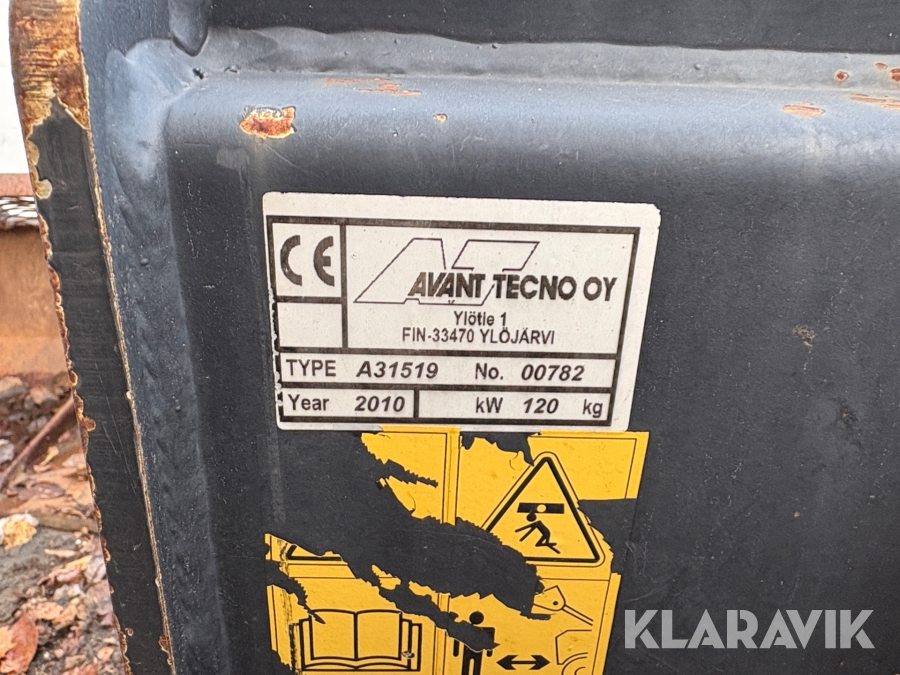 CE
AVANT TECNO OY
Ylötie 1
FIN-33470 YLÖJÄRVI
TYPE A31519 No. 00782
Year 2010 kW 120 kg
KLARAVIK